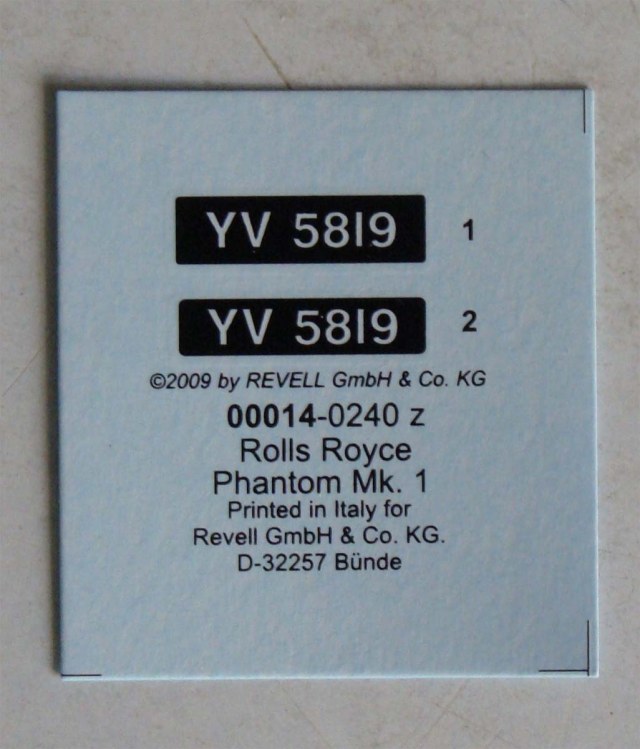 YV 5819 1
YV 5819 2
©2009 by REVELL GmbH & Co. KG
00014-0240 z
Rolls Royce
Phantom Mk. 1
Printed in Italy for
Revell GmbH & Co. KG.
D-32257 Bünde